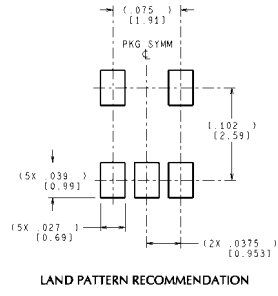 (.075 )
[1.91]
PKG SYMM
℄
(.102 )
[2.59]
(5X .039 )
[0.99]
(5X .027 )
[0.69]
(2X .0375 )
[0.953]
LAND PATTERN RECOMMENDATION